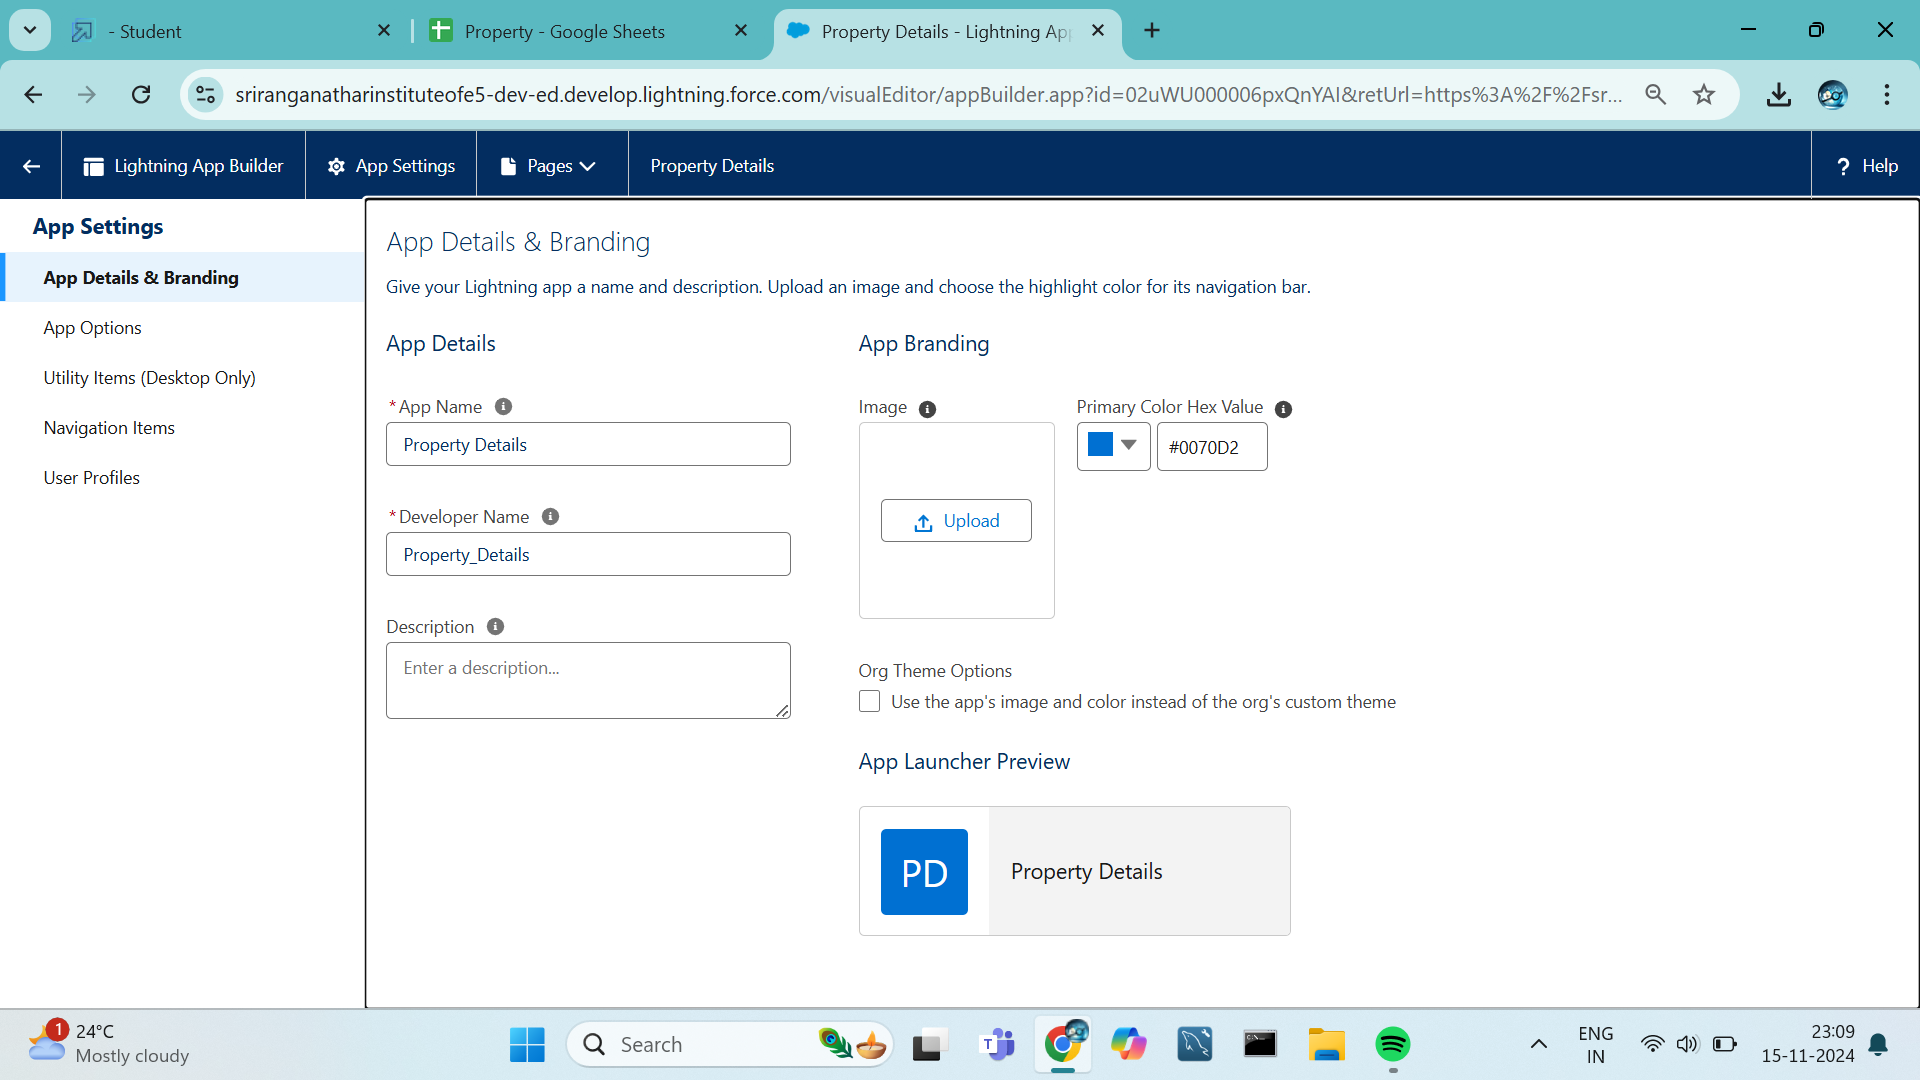 - Student
Property - Google Sheets
Property Details - Lightning App
sriranganatharinstituteofe5-dev-ed.develop.lightning.force.com/visualEditor/appBuilder.app?id=02uWU000006pxQnYAI&retUrl=https%3A%2F%2Fsr...
Lightning App Builder
App Settings
Pages
Property Details
? Help
App Settings
App Details & Branding
App Options
Utility Items (Desktop Only)
Navigation Items
User Profiles
App Details & Branding
Give your Lightning app a name and description. Upload an image and choose the highlight color for its navigation bar.
App Details
*App Name
Property Details
*Developer Name
Property_Details
Description
Enter a description...
App Branding
Image
Primary Color Hex Value
Upload
#0070D2
Org Theme Options
Use the app's image and color instead of the org's custom theme
App Launcher Preview
PD
Property Details
1
24°C
Mostly cloudy
Search
T
ENG
IN
23:09
15-11-2024